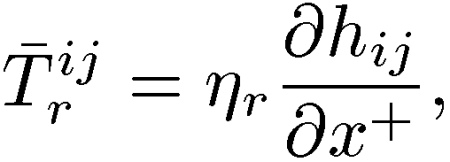 \bar{T}_r^{ij} = \eta_r \frac{\partial h_{ij}}{\partial x^+},